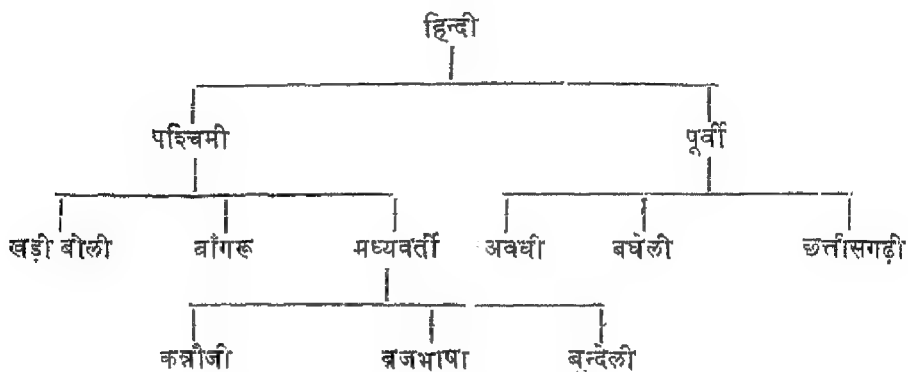 हिन्दी
पश्चिमी पूर्वी
खड़ी बोली बाँगरू मध्यवर्ती अवधी बघेली छत्तीसगढ़ी
कन्नौजी ब्रजभाषा बुन्देली